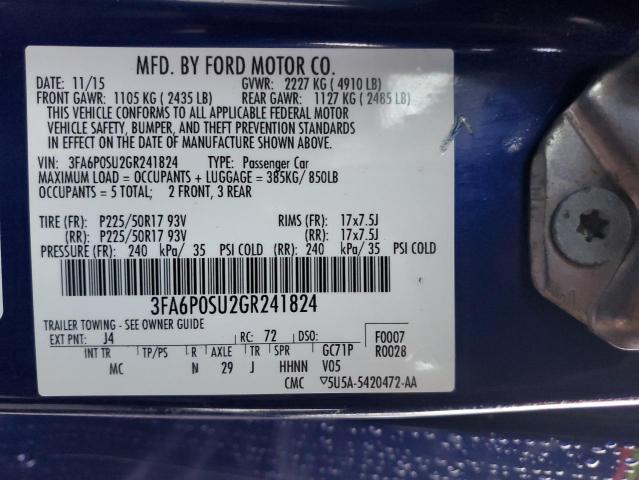 MFD. BY FORD MOTOR CO.
DATE: 11/15 GVWR: 2227 KG ( 4910 LB)
FRONT GAWR: 1105 KG ( 2435 LB) REAR GAWR: 1127 KG ( 2485 LB)
THIS VEHICLE CONFORMS TO ALL APPLICABLE FEDERAL MOTOR
VEHICLE SAFETY, BUMPER, AND THEFT PREVENTION STANDARDS
IN EFFECT ON THE DATE OF MANUFACTURE SHOWN ABOVE.
VIN: 3FA6P0SU2GR241824 TYPE: Passenger Car
MAXIMUM LOAD = OCCUPANTS + LUGGAGE = 385KG/ 850LB
OCCUPANTS = 5 TOTAL; 2 FRONT, 3 REAR
TIRE (FR): P225/50R17 93V RIMS (FR): 17x7.5J
(RR): P225/50R17 93V (RR): 17x7.5J
PRESSURE (FR): 240 kPa/ 35 PSI COLD (RR): 240 kPa/ 35 PSI COLD
3FA6P0SU2GR241824
TRAILER TOWING - SEE OWNER GUIDE
EXT PNT: J4 RC: 72 DSO: F0007
INT TR TP/PS R AXLE TR SPR GC71P R0028
MC N 29 J HHNN V05
CMC ▽5U5A-5420472-AA